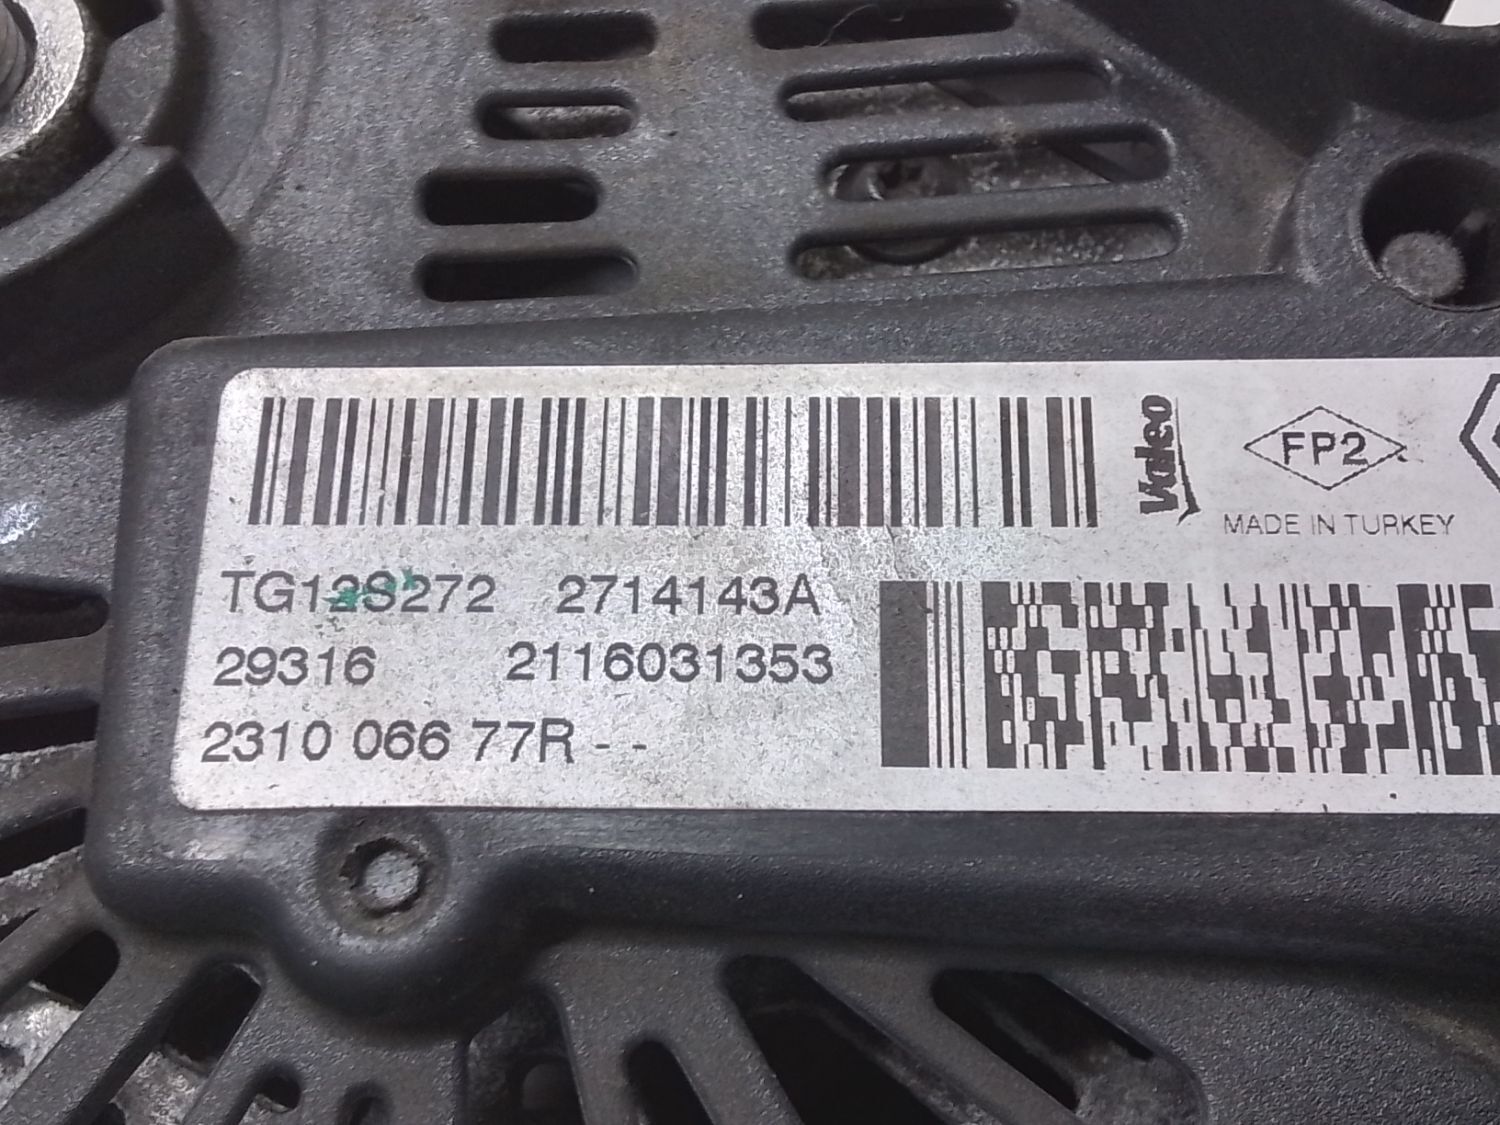 Valeo
FP2
MADE IN TURKEY
TG12S272 2714143A
29316 2116031353
2310 066 77R - -